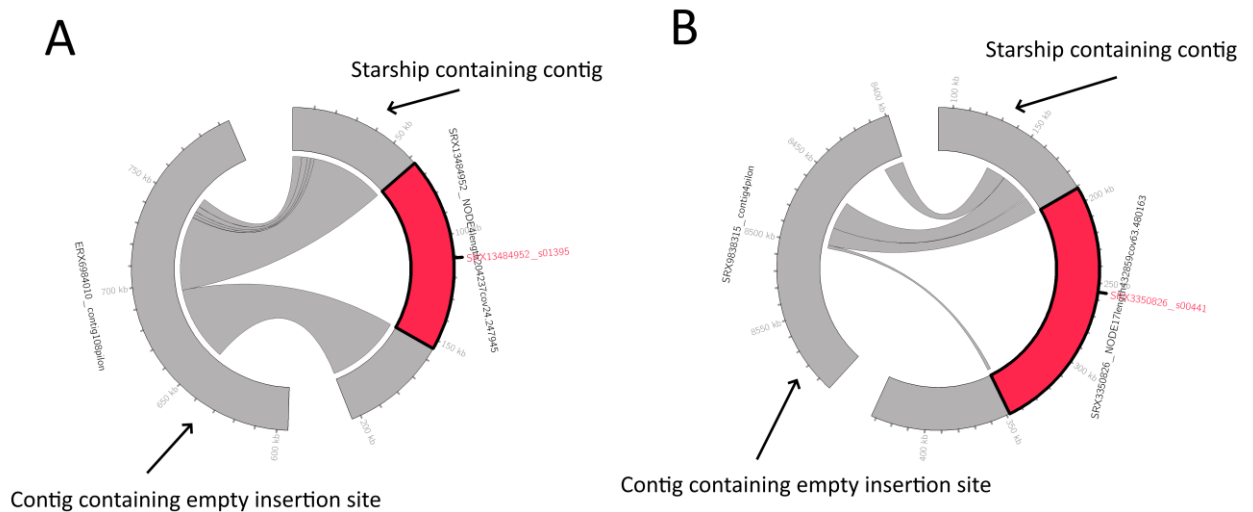 A
Starship containing contig
50 kb
SRX13484952_NODE4length204237cov24.247945
100 kb
SRX13484952_s01395
150 kb
200 kb
750 kb
ERX6984010_contig108pilon
700 kb
650 kb
600 kb
Contig containing empty insertion site
B
Starship containing contig
100 kb
150 kb
200 kb
SRX3350826_NODE17length432859cov63.480163
250 kb
SRX3350826_s00441
300 kb
350 kb
400 kb
8400 kb
8450 kb
SRX9838315_contig4pilon
8500 kb
8550 kb
Contig containing empty insertion site